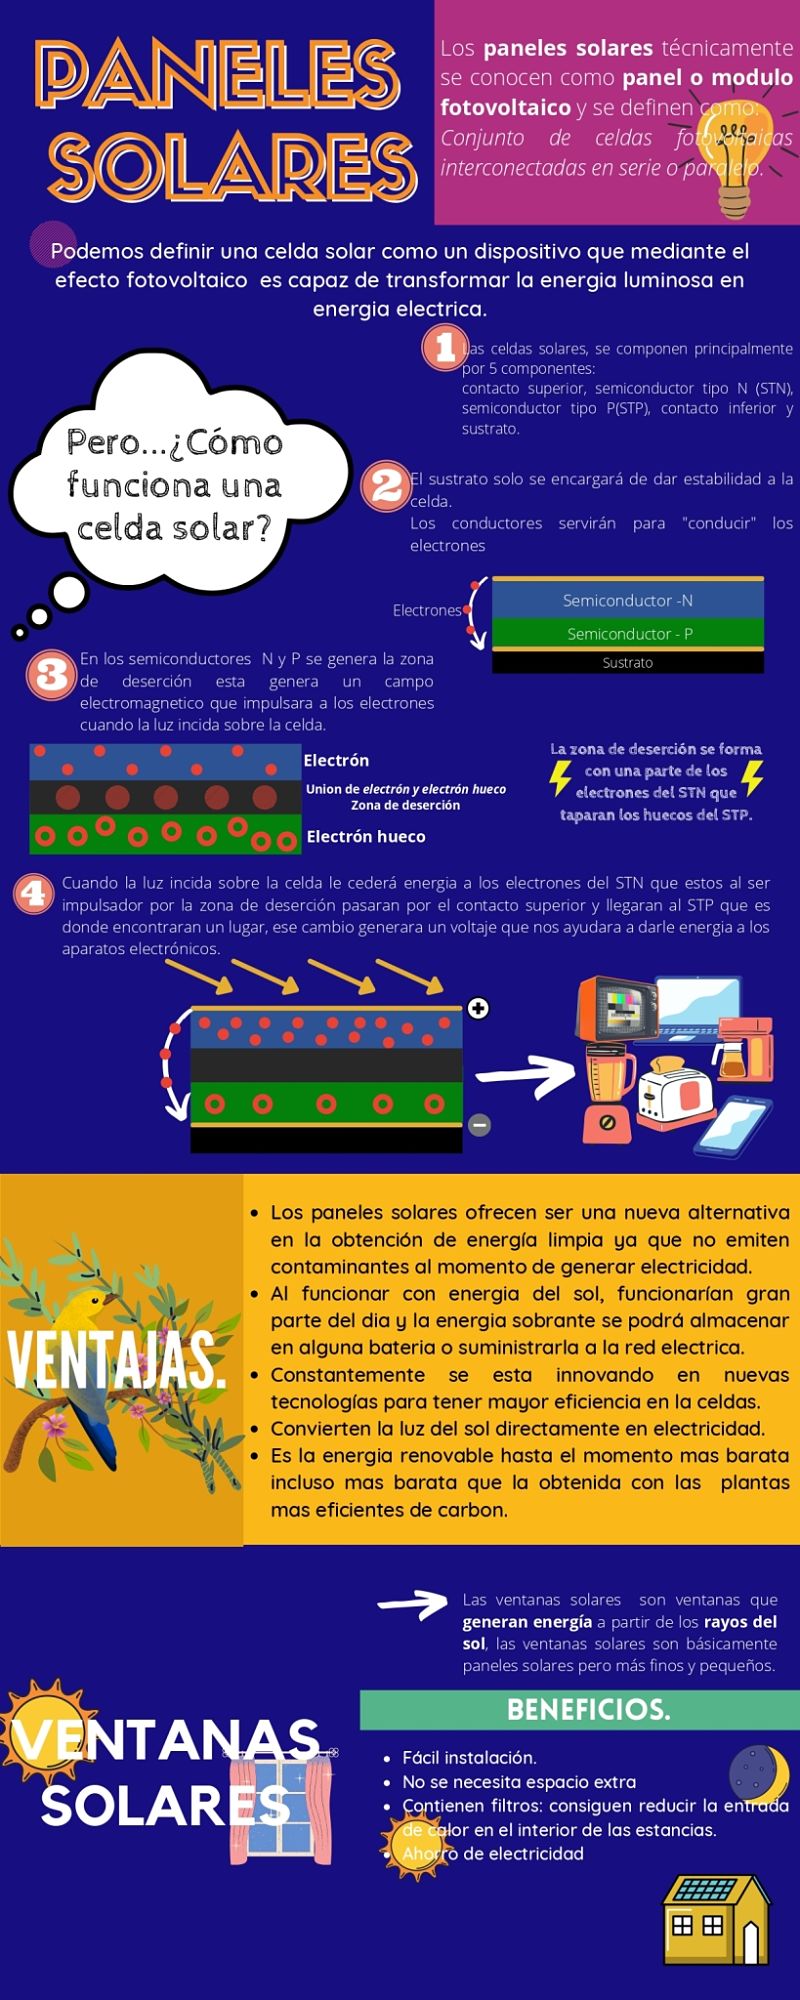 PANELES
SOLARES
Los paneles solares técnicamente
se conocen como panel o modulo
fotovoltaico y se definen como:
Conjunto de celdas fotovoltaicas
interconectadas en serie o paralelo.
Podemos definir una celda solar como un dispositivo que mediante el
efecto fotovoltaico es capaz de transformar la energia luminosa en
energia electrica.
1
Las celdas solares, se componen principalmente
por 5 componentes:
contacto superior, semiconductor tipo N (STN),
semiconductor tipo P(STP), contacto inferior y
sustrato.
Pero...¿Cómo
funciona una
celda solar?
2
El sustrato solo se encargará de dar estabilidad a la
celda.
Los conductores servirán para "conducir" los
electrones
Electrones
Semiconductor -N
Semiconductor - P
Sustrato
3
En los semiconductores N y P se genera la zona
de deserción esta genera un campo
electromagnetico que impulsara a los electrones
cuando la luz incida sobre la celda.
Electrón
Union de electrón y electrón hueco
Zona de deserción
Electrón hueco
La zona de deserción se forma
con una parte de los
electrones del STN que
taparan los huecos del STP.
4
Cuando la luz incida sobre la celda le cederá energia a los electrones del STN que estos al ser
impulsador por la zona de deserción pasaran por el contacto superior y llegaran al STP que es
donde encontraran un lugar, ese cambio generara un voltaje que nos ayudara a darle energia a los
aparatos electrónicos.
+
−
VENTAJAS.
• Los paneles solares ofrecen ser una nueva alternativa
en la obtención de energía limpia ya que no emiten
contaminantes al momento de generar electricidad.
• Al funcionar con energia del sol, funcionarían gran
parte del dia y la energia sobrante se podrá almacenar
en alguna bateria o suministrarla a la red electrica.
• Constantemente se esta innovando en nuevas
tecnologías para tener mayor eficiencia en la celdas.
• Convierten la luz del sol directamente en electricidad.
• Es la energia renovable hasta el momento mas barata
incluso mas barata que la obtenida con las plantas
mas eficientes de carbon.
Las ventanas solares son ventanas que
generan energía a partir de los rayos del
sol, las ventanas solares son básicamente
paneles solares pero más finos y pequeños.
VENTANAS
SOLARES
BENEFICIOS.
• Fácil instalación.
• No se necesita espacio extra
• Contienen filtros: consiguen reducir la entrada
de calor en el interior de las estancias.
• Ahorro de electricidad